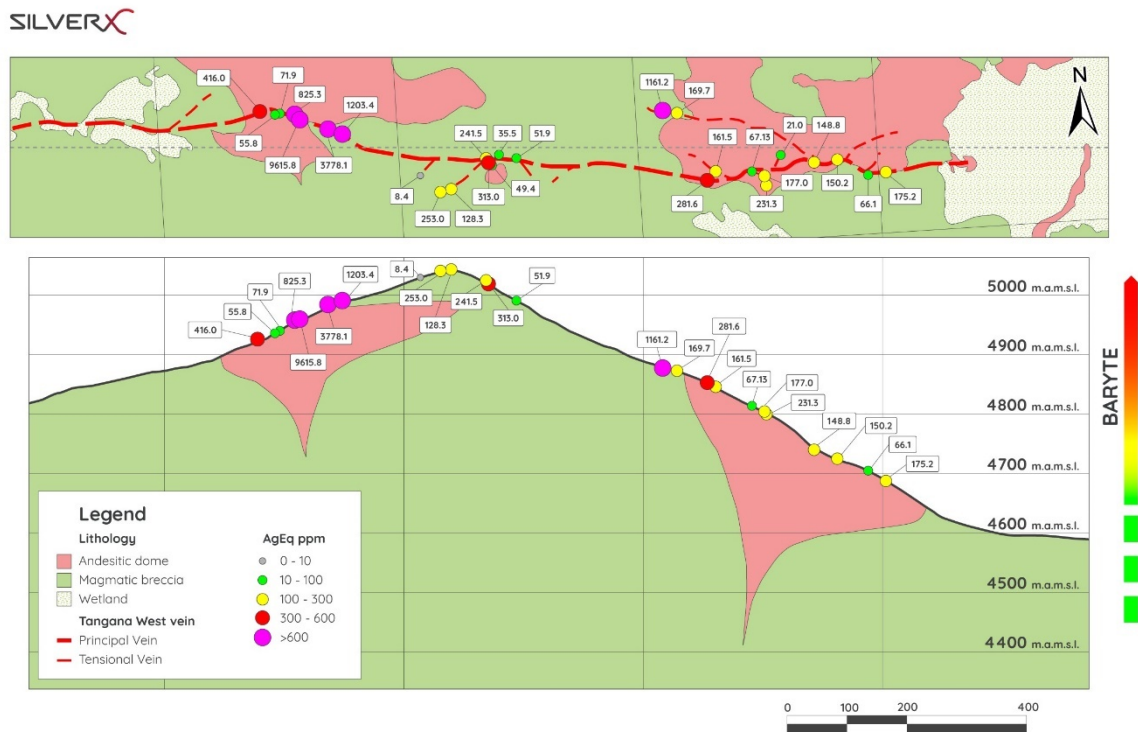 SILVERX
416.0
71.9
825.3
1203.4
55.8
9615.8
3778.1
241.5
35.5
51.9
8.4
253.0
128.3
313.0
49.4
1161.2
169.7
161.5
67.13
21.0
148.8
281.6
231.3
177.0
150.2
66.1
175.2
N
416.0
55.8
71.9
825.3
9615.8
3778.1
1203.4
8.4
253.0
128.3
241.5
313.0
51.9
1161.2
169.7
281.6
161.5
67.13
177.0
231.3
148.8
150.2
66.1
175.2
5000 m.a.m.s.l.
4900 m.a.m.s.l.
4800 m.a.m.s.l.
4700 m.a.m.s.l.
4600 m.a.m.s.l.
4500 m.a.m.s.l.
4400 m.a.m.s.l.
BARYTE
Legend
Lithology
Andesitic dome
Magmatic breccia
Wetland
Tangana West vein
Principal Vein
Tensional Vein
AgEq ppm
0 - 10
10 - 100
100 - 300
300 - 600
>600
0 100 200 400